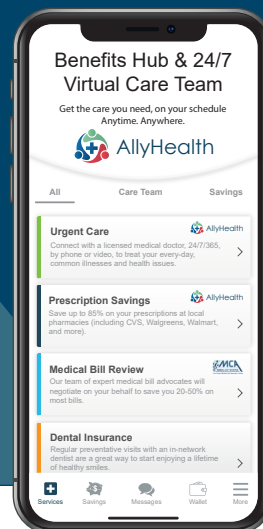 Benefits Hub & 24/7
Virtual Care Team
Get the care you need, on your schedule
Anytime. Anywhere.
AllyHealth
All Care Team Savings
Urgent Care
AllyHealth
Connect with a licensed medical doctor, 24/7/365,
by phone or video, to treat your every-day,
common illnesses and health issues.
Prescription Savings
AllyHealth
Save up to 85% on your prescriptions at local
pharmacies (including CVS, Walgreens, Walmart,
and more).
Medical Bill Review
MCA
Our team of expert medical bill advocates will
negotiate on your behalf to save you 20-50% on
most bills.
Dental Insurance
Regular preventative visits with an in-network
dentist are a great way to start enjoying a lifetime
of healthy smiles.
Services Savings Messages Wallet More